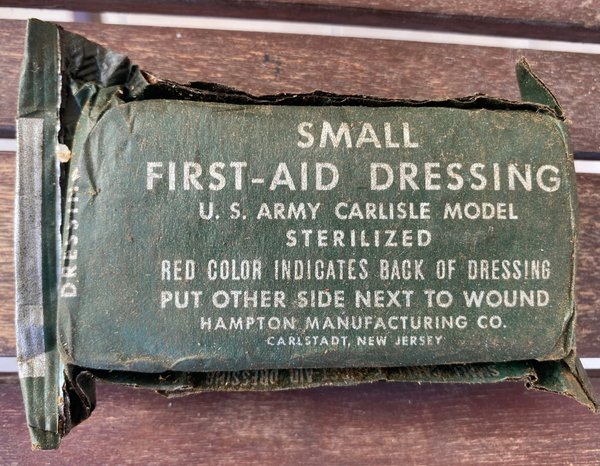 SMALL
FIRST-AID DRESSING
U. S. ARMY CARLISLE MODEL
STERILIZED
RED COLOR INDICATES BACK OF DRESSING
PUT OTHER SIDE NEXT TO WOUND
HAMPTON MANUFACTURING CO.
CARLSTADT, NEW JERSEY
DRESSING